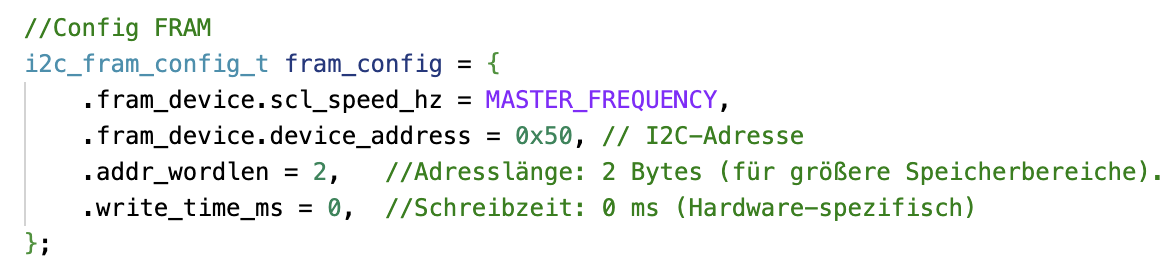 //Config FRAM
i2c_fram_config_t fram_config = {
    .fram_device.scl_speed_hz = MASTER_FREQUENCY,
    .fram_device.device_address = 0x50, // I2C-Adresse
    .addr_wordlen = 2,   //Adresslänge: 2 Bytes (für größere Speicherbereiche).
    .write_time_ms = 0,  //Schreibzeit: 0 ms (Hardware-spezifisch)
};